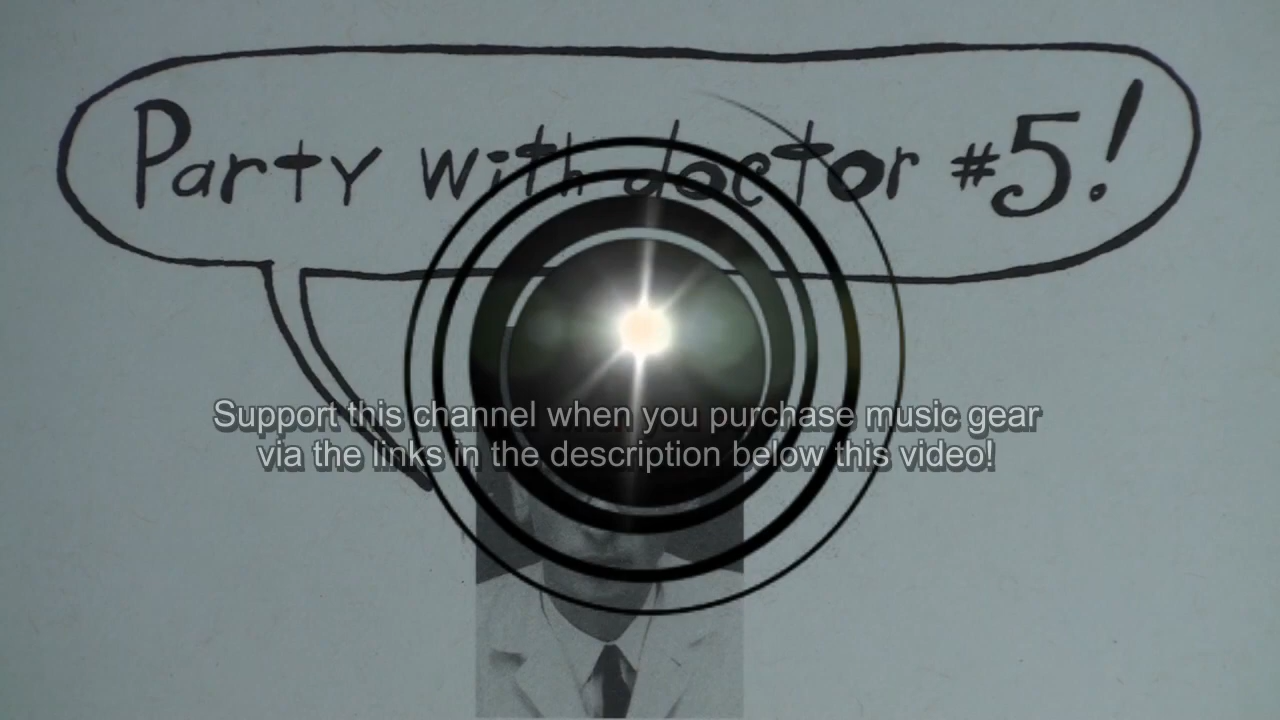 Party with doctor #5!
Support this channel when you purchase music gear
via the links in the description below this video!